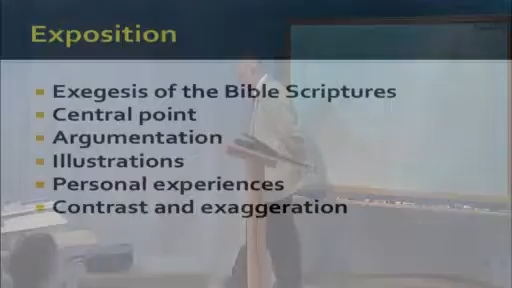 Exposition
Exegesis of the Bible Scriptures
Central point
Argumentation
Illustrations
Personal experiences
Contrast and exaggeration